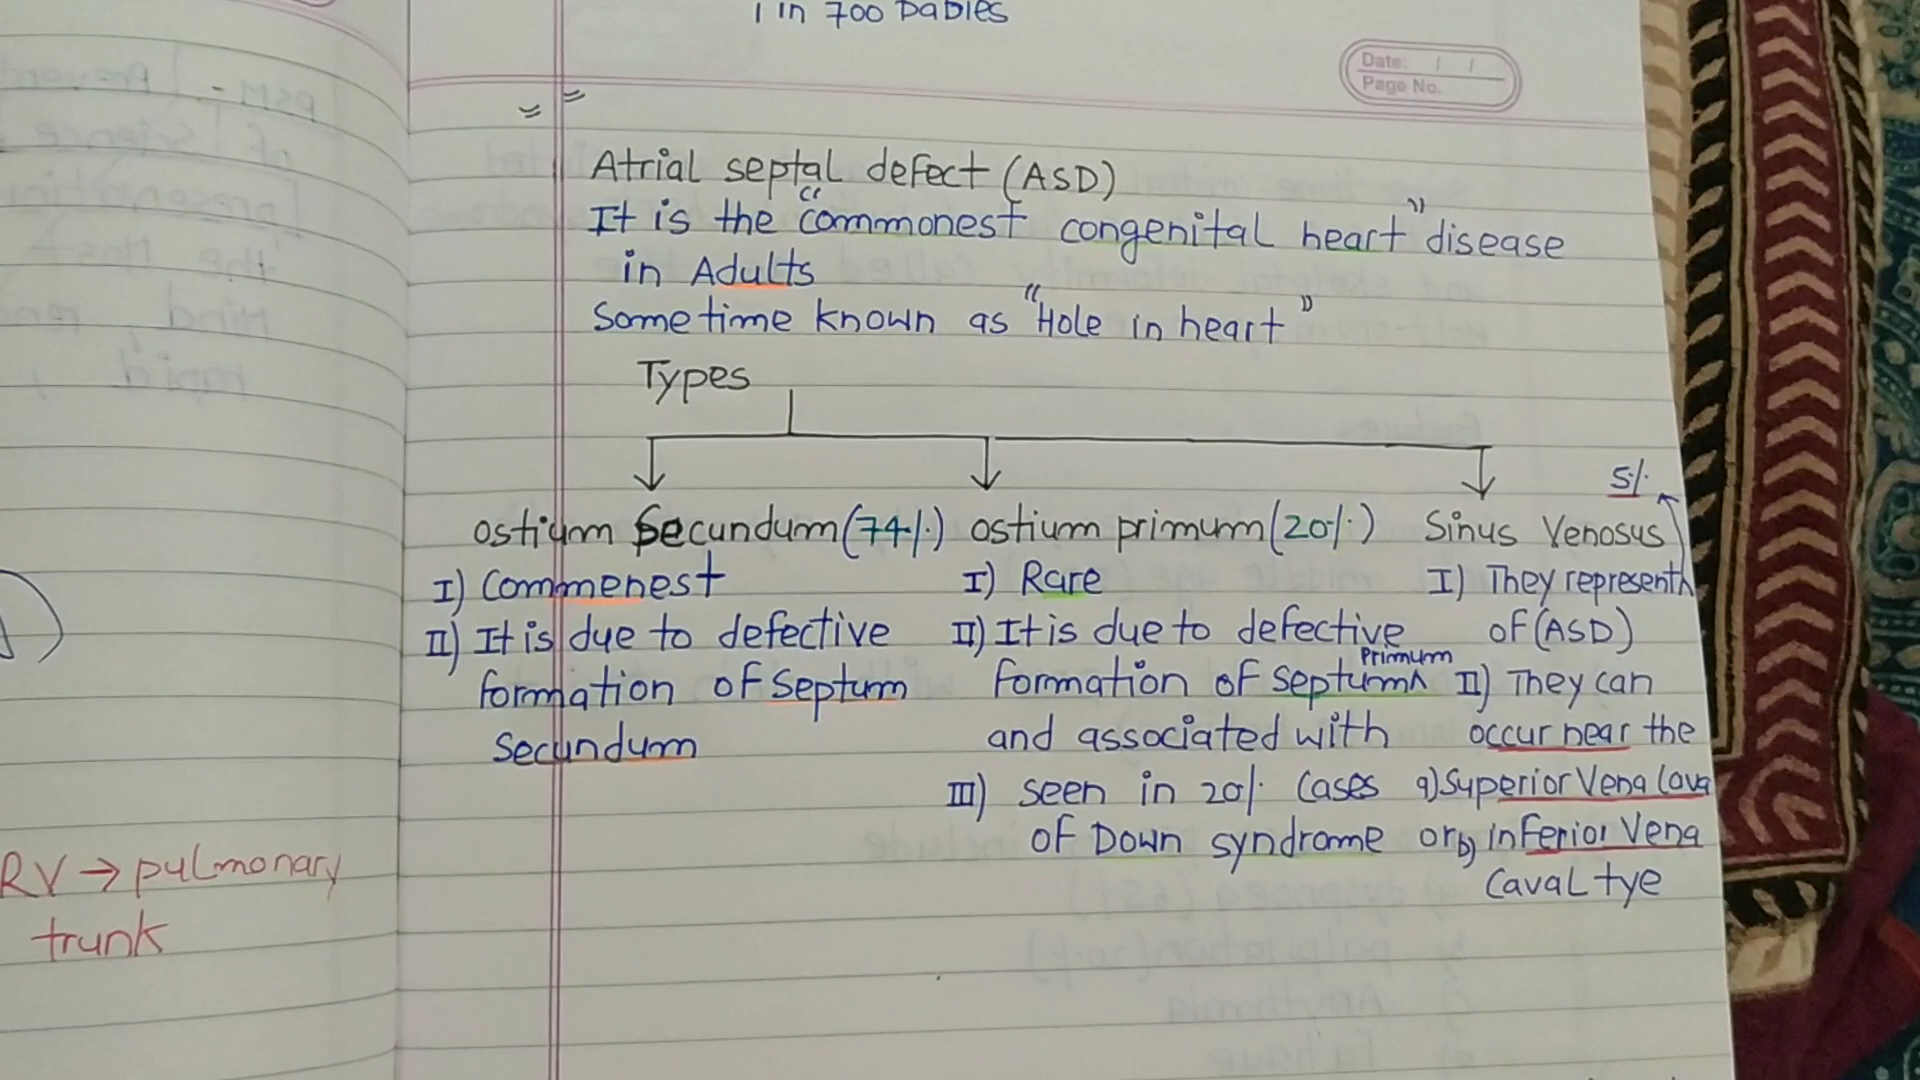 1 in 700 babies
Date: / /
Page No.
Atrial septal defect (ASD)
It is the "commonest congenital heart" disease
in Adults
Sometime known as "Hole in heart"
Types
5%
ostium Secundum (74%) ostium primum (20%) Sinus Venosus
I) Commenest
II) It is due to defective
formation of Septum
Secundum
I) Rare
II) It is due to defective
formation of Septum primum
and associated with
III) seen in 20% Cases
of Down syndrome
I) They represent
of (ASD)
II) They can
occur near the
a) Superior Vena Cava
or b) inferior Vena
Caval tye
RV → pulmonary
trunk